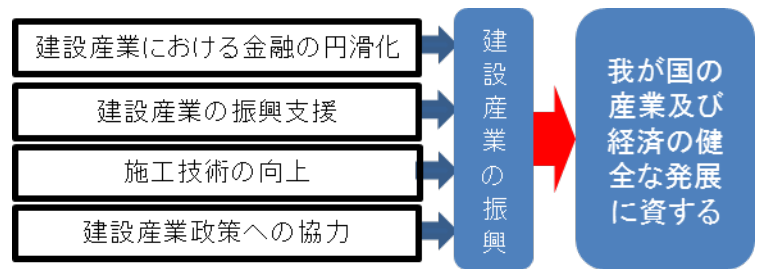 建設産業における金融の円滑化
建設産業の振興支援
施工技術の向上
建設産業政策への協力
建設産業の振興
我が国の
産業及び
経済の健
全な発展
に資する